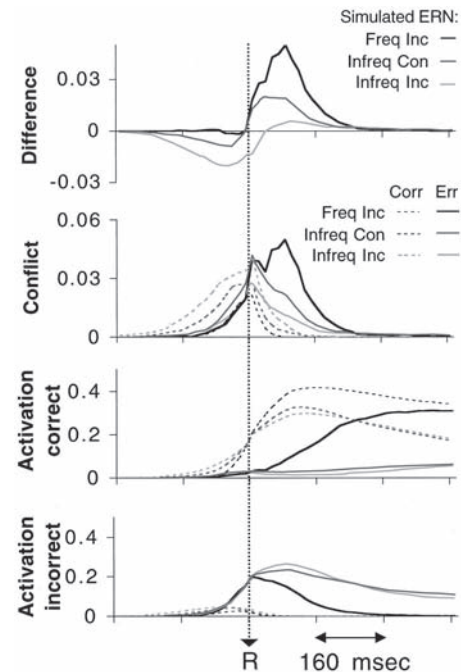 Simulated ERN:
Freq Inc
Infreq Con
Infreq Inc
0.03
0
-0.03
Difference
Corr Err
Freq Inc
Infreq Con
Infreq Inc
0.06
0.03
0
Conflict
0.4
0.2
0
Activation
correct
0.4
0.2
0
Activation
incorrect
R 160 msec